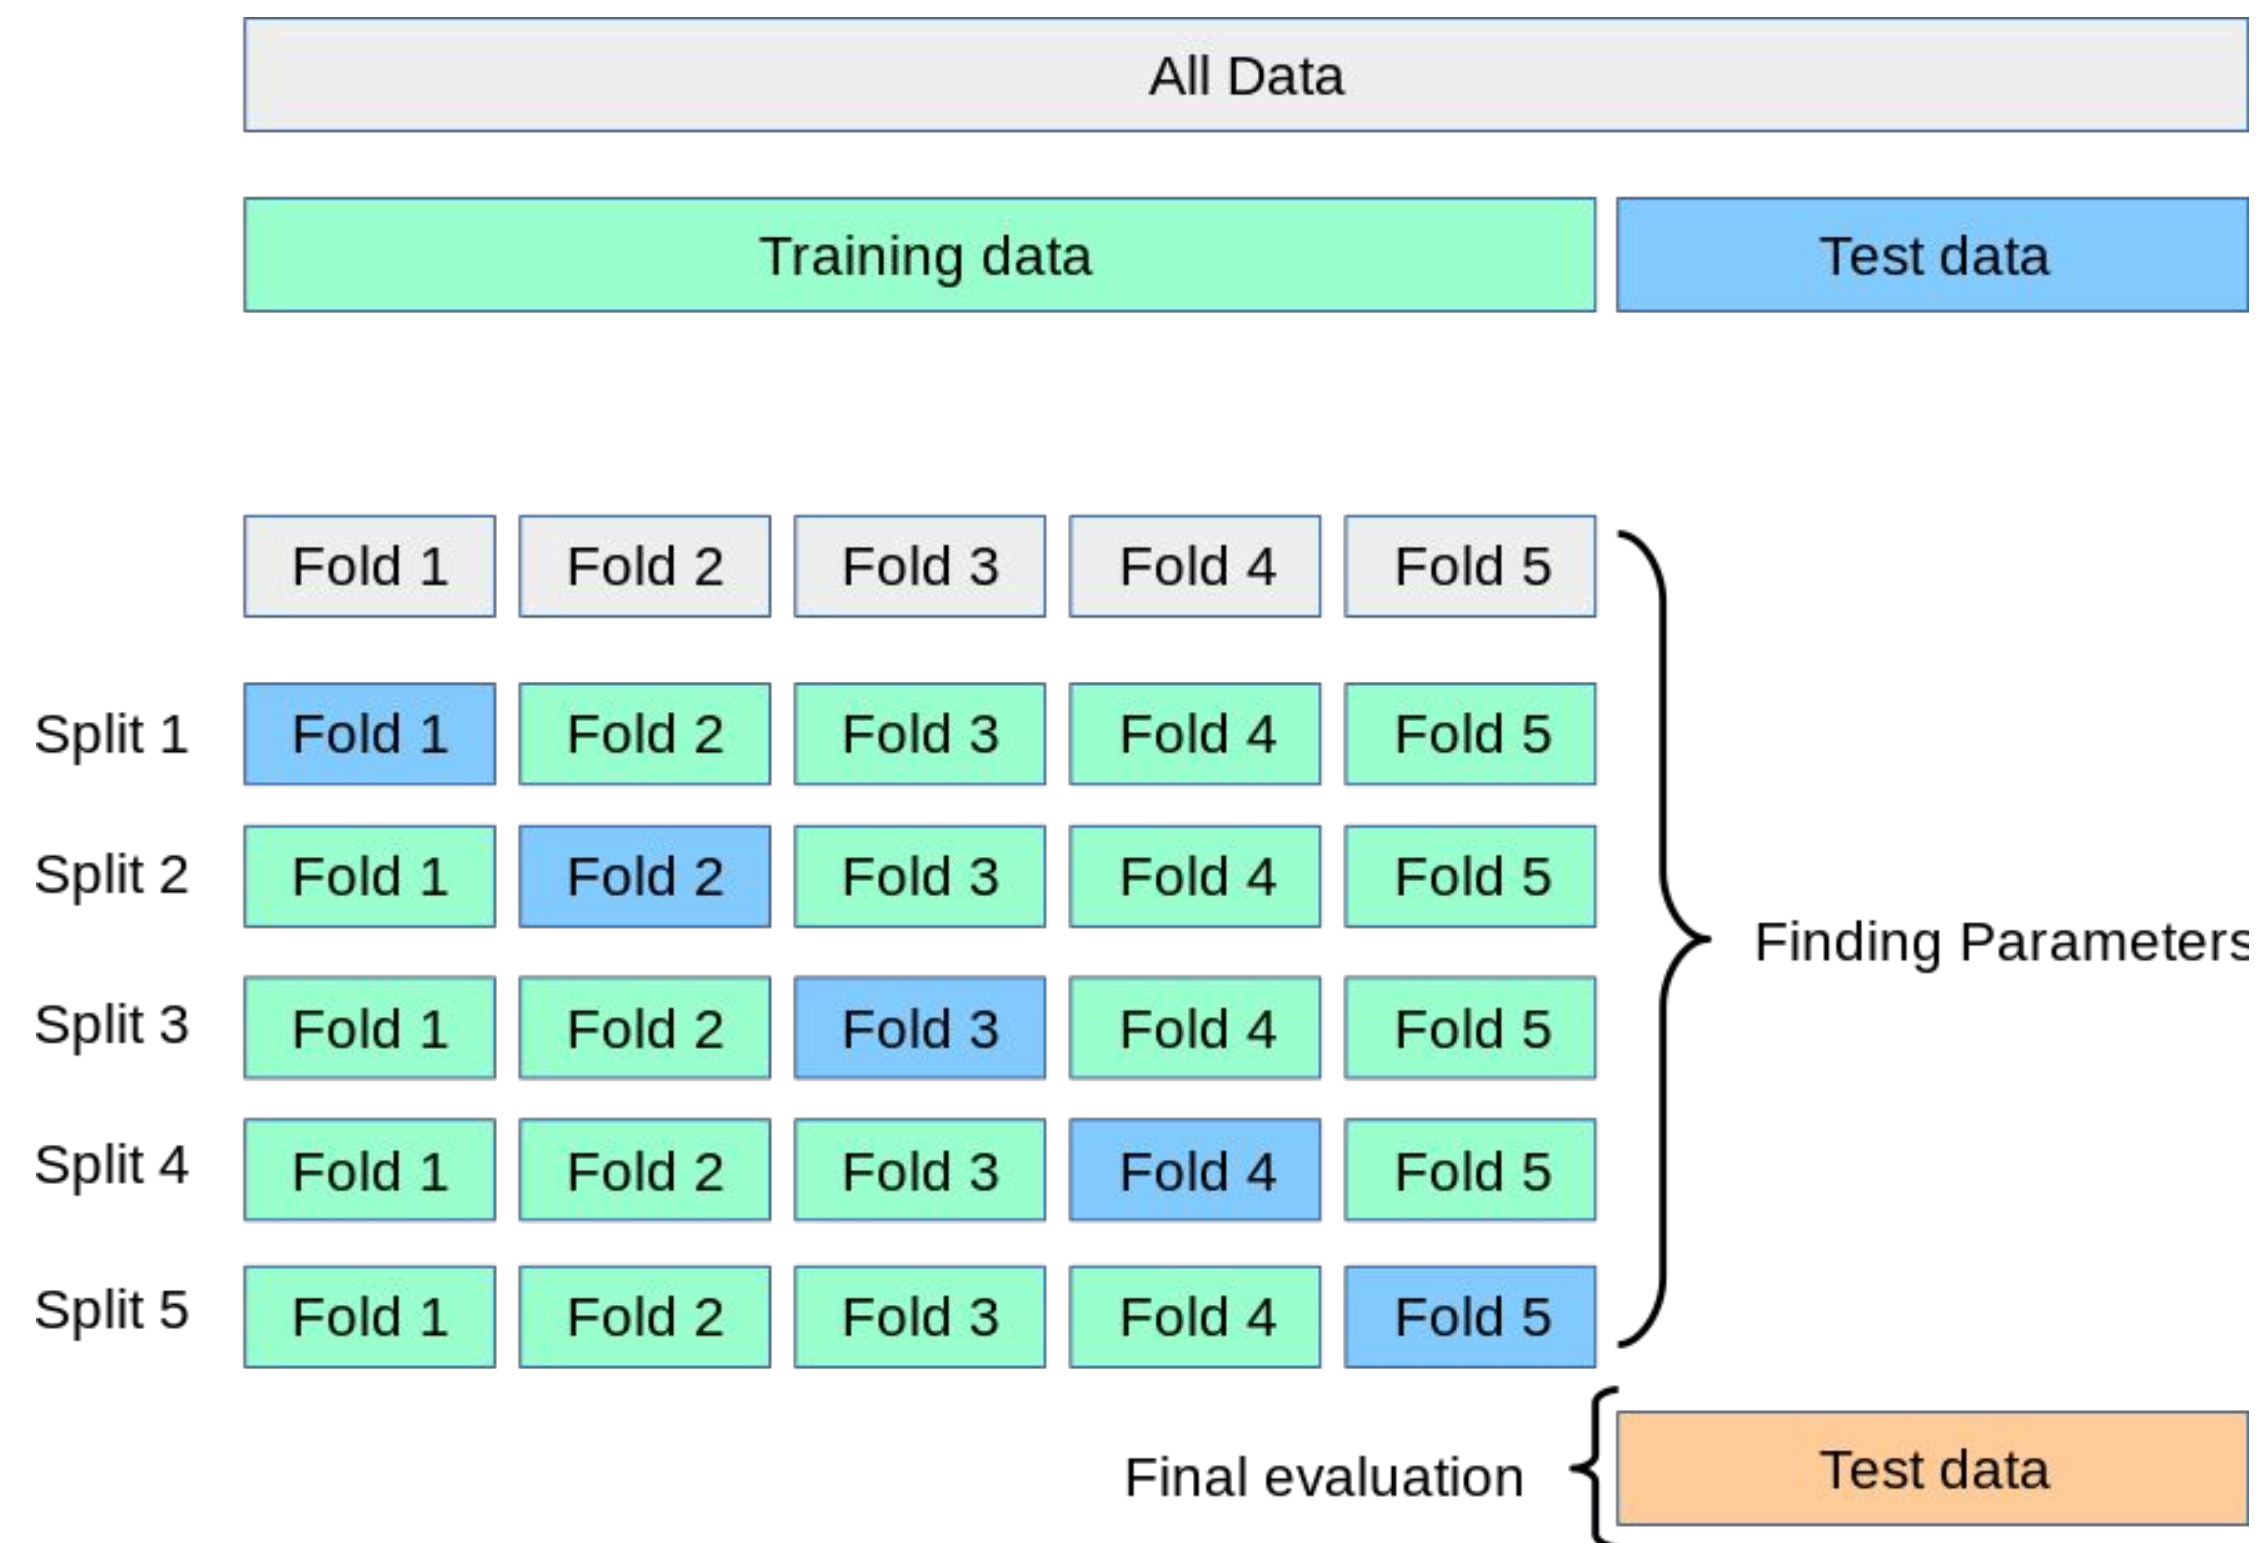 All Data
Training data
Test data
Fold 1 Fold 2 Fold 3 Fold 4 Fold 5
Split 1 Fold 1 Fold 2 Fold 3 Fold 4 Fold 5
Split 2 Fold 1 Fold 2 Fold 3 Fold 4 Fold 5
Finding Parameters
Split 3 Fold 1 Fold 2 Fold 3 Fold 4 Fold 5
Split 4 Fold 1 Fold 2 Fold 3 Fold 4 Fold 5
Split 5 Fold 1 Fold 2 Fold 3 Fold 4 Fold 5
Final evaluation
Test data